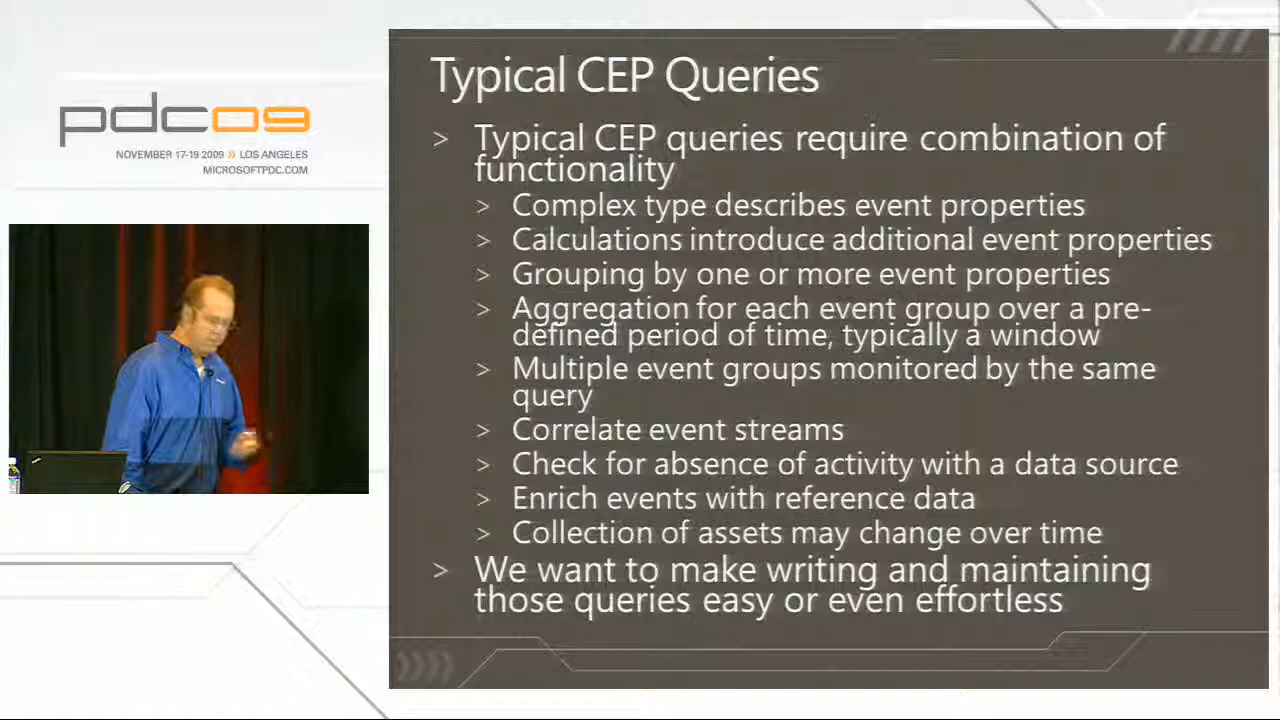 pdc09
NOVEMBER 17-19 2009 » LOS ANGELES
MICROSOFTPDC.COM
Typical CEP Queries
> Typical CEP queries require combination of
functionality
> Complex type describes event properties
> Calculations introduce additional event properties
> Grouping by one or more event properties
> Aggregation for each event group over a pre-
defined period of time, typically a window
> Multiple event groups monitored by the same
query
> Correlate event streams
> Check for absence of activity with a data source
> Enrich events with reference data
> Collection of assets may change over time
> We want to make writing and maintaining
those queries easy or even effortless